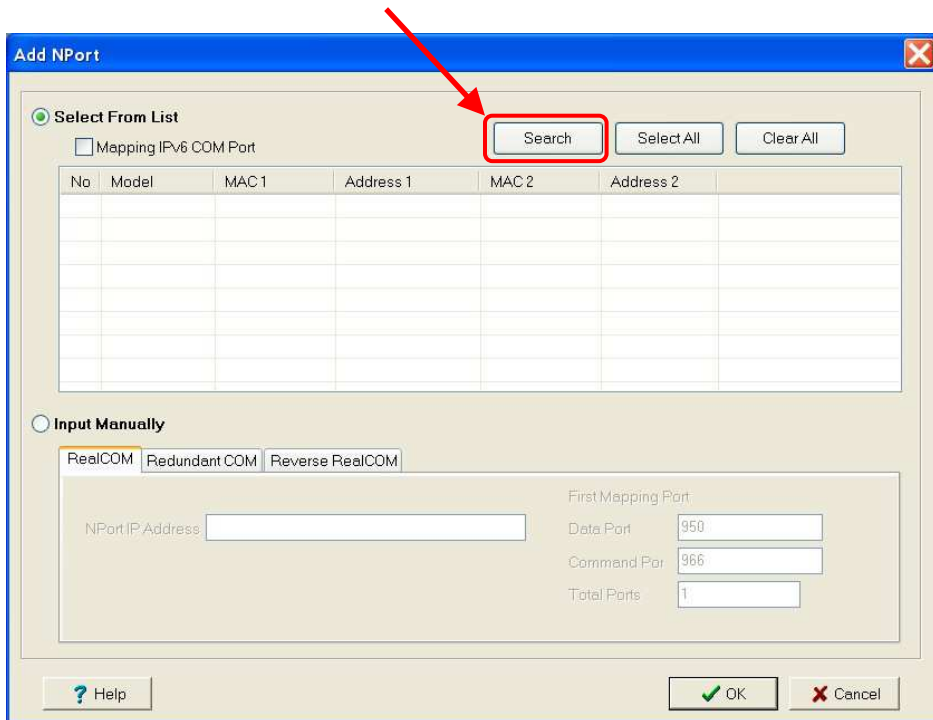 Add NPort
Select From List
Mapping IPv6 COM Port
Search Select All Clear All
No Model MAC 1 Address 1 MAC 2 Address 2
Input Manually
RealCOM Redundant COM Reverse RealCOM
First Mapping Port
NPort IP Address Data Port 950
Command Por 966
Total Ports 1
? Help OK Cancel